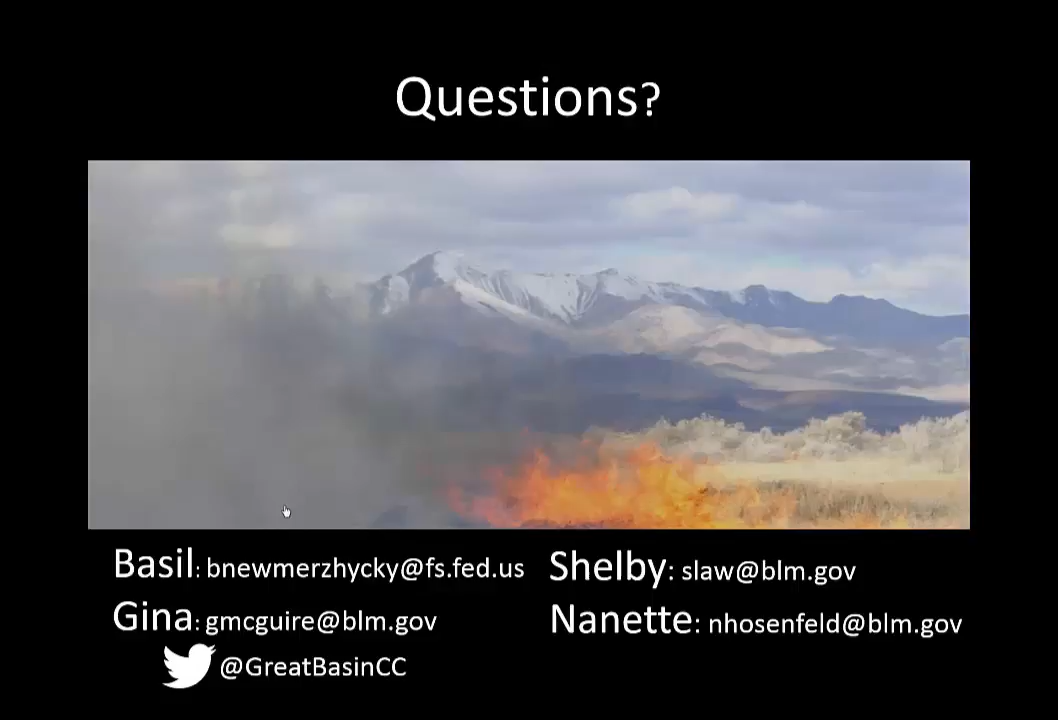 Questions?
Basil: bnewmerzhycky@fs.fed.us
Shelby: slaw@blm.gov
Gina: gmcguire@blm.gov
Nanette: nhosenfeld@blm.gov
@GreatBasinCC